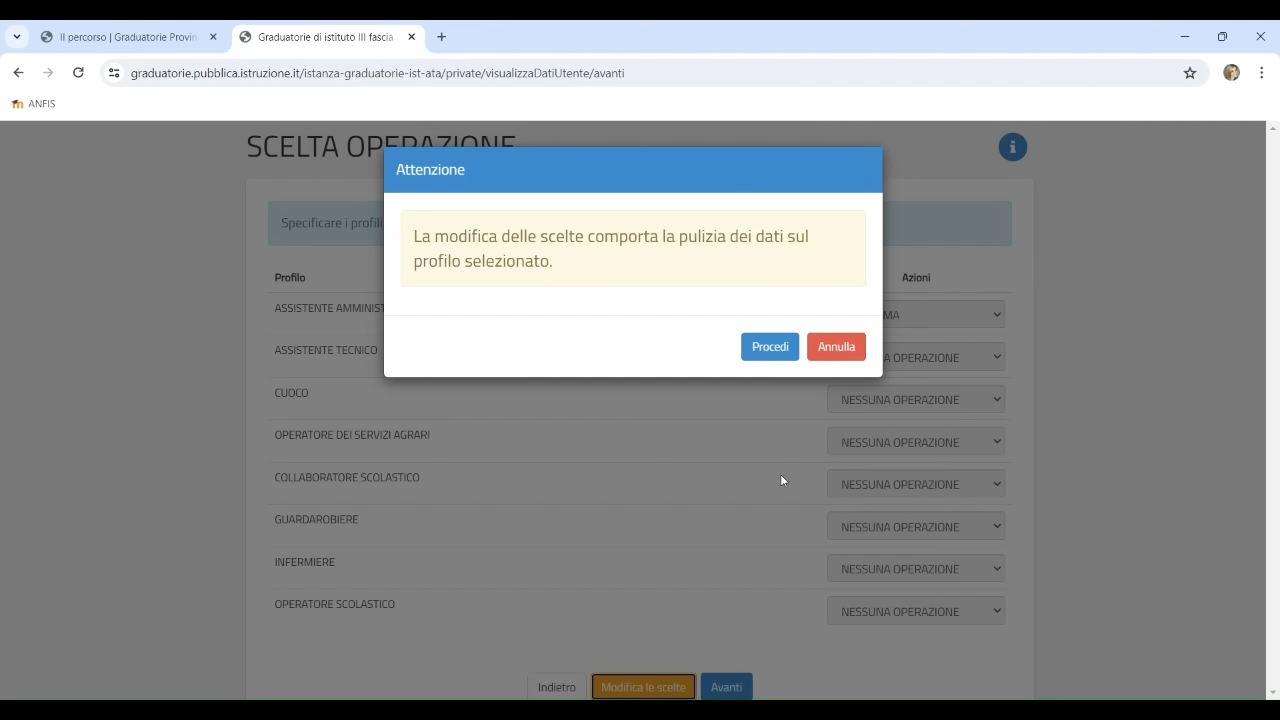 Il percorso | Graduatorie Provin
Graduatorie di istituto III fascia
graduatorie.pubblica.istruzione.it/istanza-graduatorie-ist-ata/private/visualizzaDatiUtente/avanti
ANFIS
SCELTA OPERAZIONE
Attenzione
Specificare i profili
La modifica delle scelte comporta la pulizia dei dati sul
profilo selezionato.
Profilo
Azioni
ASSISTENTE AMMINIST
MA
Procedi
Annulla
ASSISTENTE TECNICO
A OPERAZIONE
CUOCO
NESSUNA OPERAZIONE
OPERATORE DEI SERVIZI AGRARI
NESSUNA OPERAZIONE
COLLABORATORE SCOLASTICO
NESSUNA OPERAZIONE
GUARDAROBIERE
NESSUNA OPERAZIONE
INFERMIERE
NESSUNA OPERAZIONE
OPERATORE SCOLASTICO
NESSUNA OPERAZIONE
Indietro
Modifica le scelte
Avanti